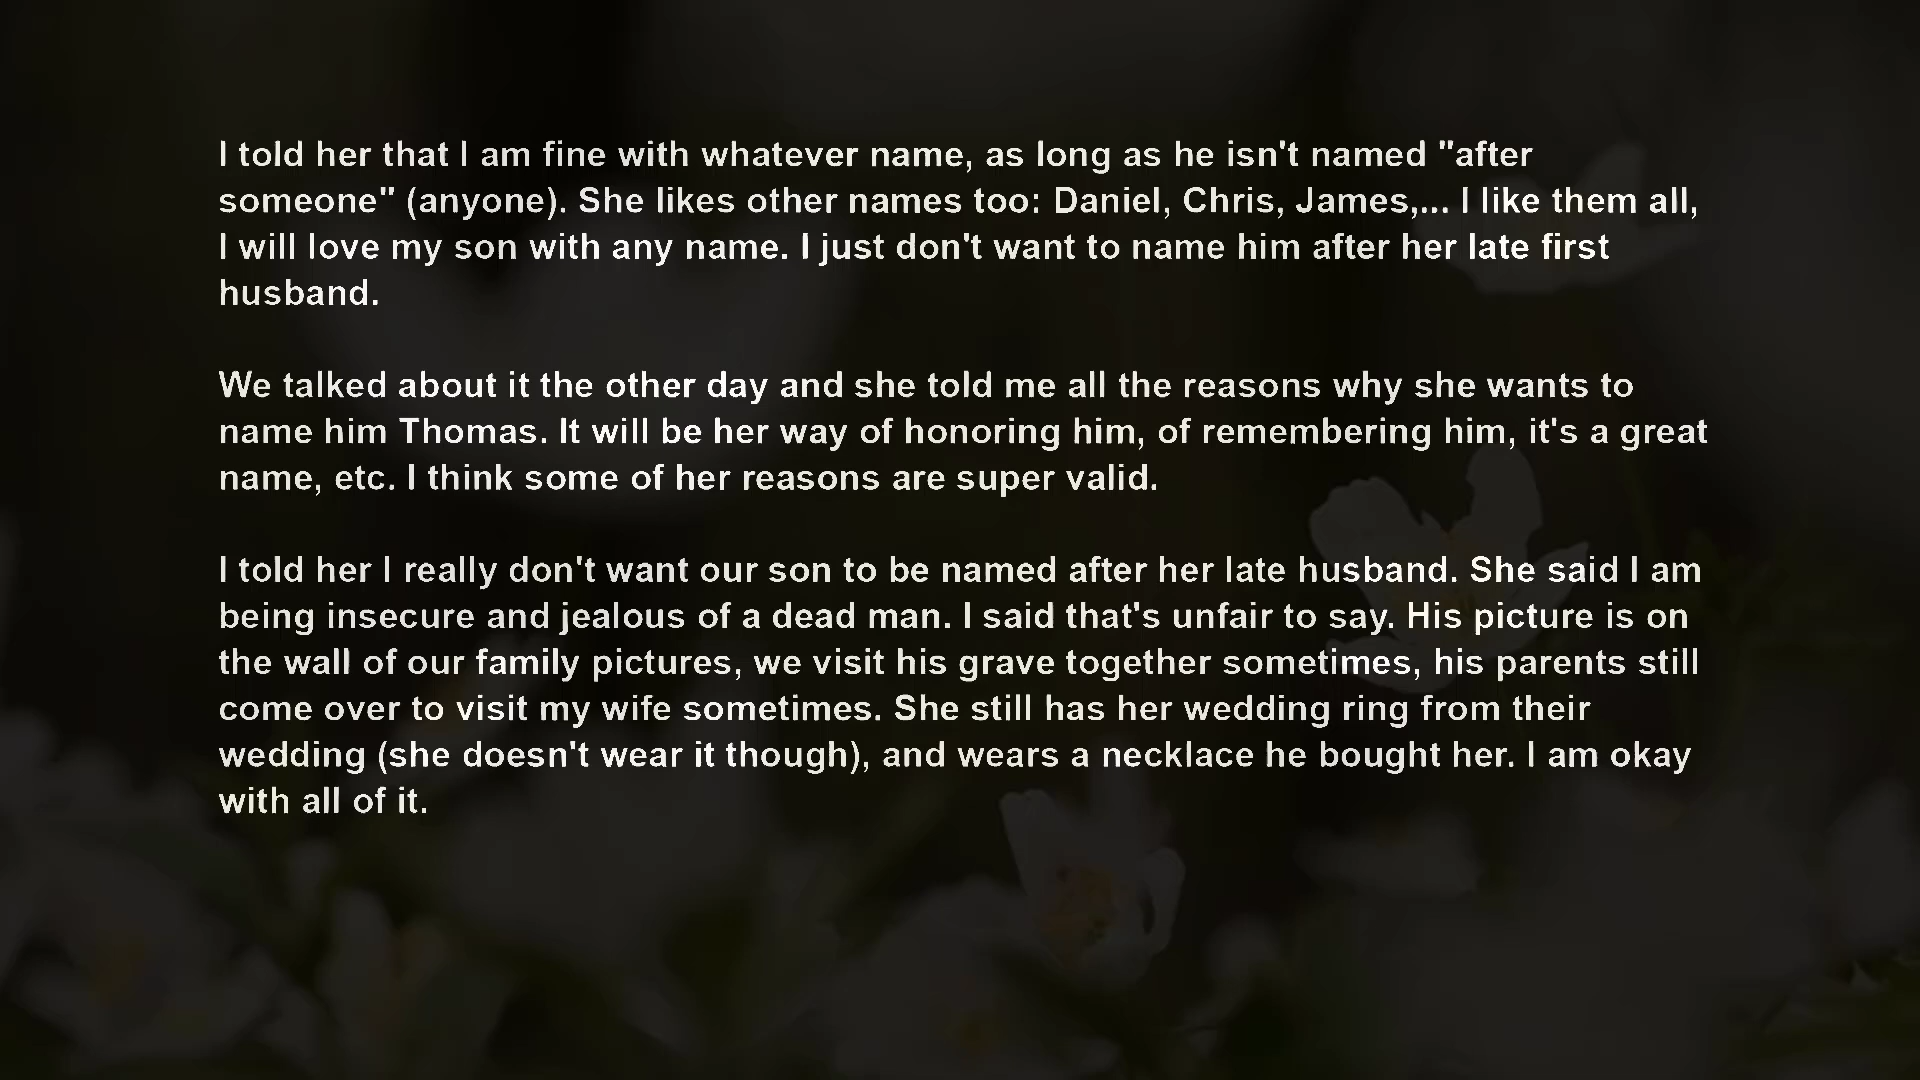 I told her that I am fine with whatever name, as long as he isn't named "after
someone" (anyone). She likes other names too: Daniel, Chris, James,... I like them all,
I will love my son with any name. I just don't want to name him after her late first
husband.
We talked about it the other day and she told me all the reasons why she wants to
name him Thomas. It will be her way of honoring him, of remembering him, it's a great
name, etc. I think some of her reasons are super valid.
I told her I really don't want our son to be named after her late husband. She said I am
being insecure and jealous of a dead man. I said that's unfair to say. His picture is on
the wall of our family pictures, we visit his grave together sometimes, his parents still
come over to visit my wife sometimes. She still has her wedding ring from their
wedding (she doesn't wear it though), and wears a necklace he bought her. I am okay
with all of it.